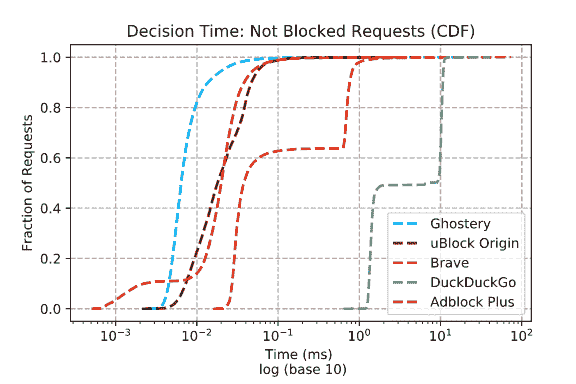 Decision Time: Not Blocked Requests (CDF)
Fraction of Requests
1.0
0.8
0.6
0.4
0.2
0.0
Ghostery
uBlock Origin
Brave
DuckDuckGo
Adblock Plus
10⁻³ 10⁻² 10⁻¹ 10⁰ 10¹ 10²
Time (ms)
log (base 10)